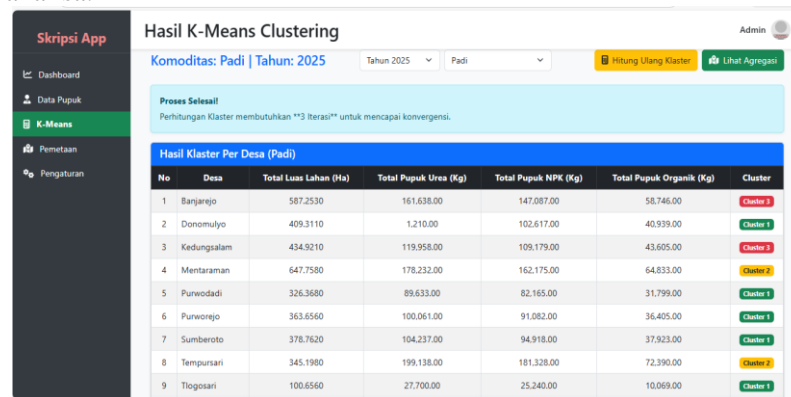 Skripsi App
Dashboard
Data Pupuk
K-Means
Pemetaan
Pengaturan
Hasil K-Means Clustering
Admin
Komoditas: Padi | Tahun: 2025
Tahun 2025
Padi
Hitung Ulang Klaster
Lihat Agregasi
Proses Selesai!
Perhitungan Klaster membutuhkan **3 Iterasi** untuk mencapai konvergensi.
Hasil Klaster Per Desa (Padi)
No Desa Total Luas Lahan (Ha) Total Pupuk Urea (Kg) Total Pupuk NPK (Kg) Total Pupuk Organik (Kg) Cluster
1 Banjarejo 587.2530 161,638.00 147,087.00 58,746.00 Cluster 3
2 Donomulyo 409.3110 1,210.00 102,617.00 40,939.00 Cluster 1
3 Kedungsalam 434.9210 119,958.00 109,179.00 43,605.00 Cluster 3
4 Mentaraman 647.7580 178,232.00 162,175.00 64,833.00 Cluster 2
5 Purwodadi 326.3680 89,633.00 82,165.00 31,799.00 Cluster 1
6 Purworejo 363.6560 100,061.00 91,082.00 36,405.00 Cluster 1
7 Sumberoto 378.7620 104,237.00 94,918.00 37,923.00 Cluster 1
8 Tempursari 345.1980 199,138.00 181,328.00 72,390.00 Cluster 2
9 Tlogosari 100.6560 27,700.00 25,240.00 10,069.00 Cluster 1